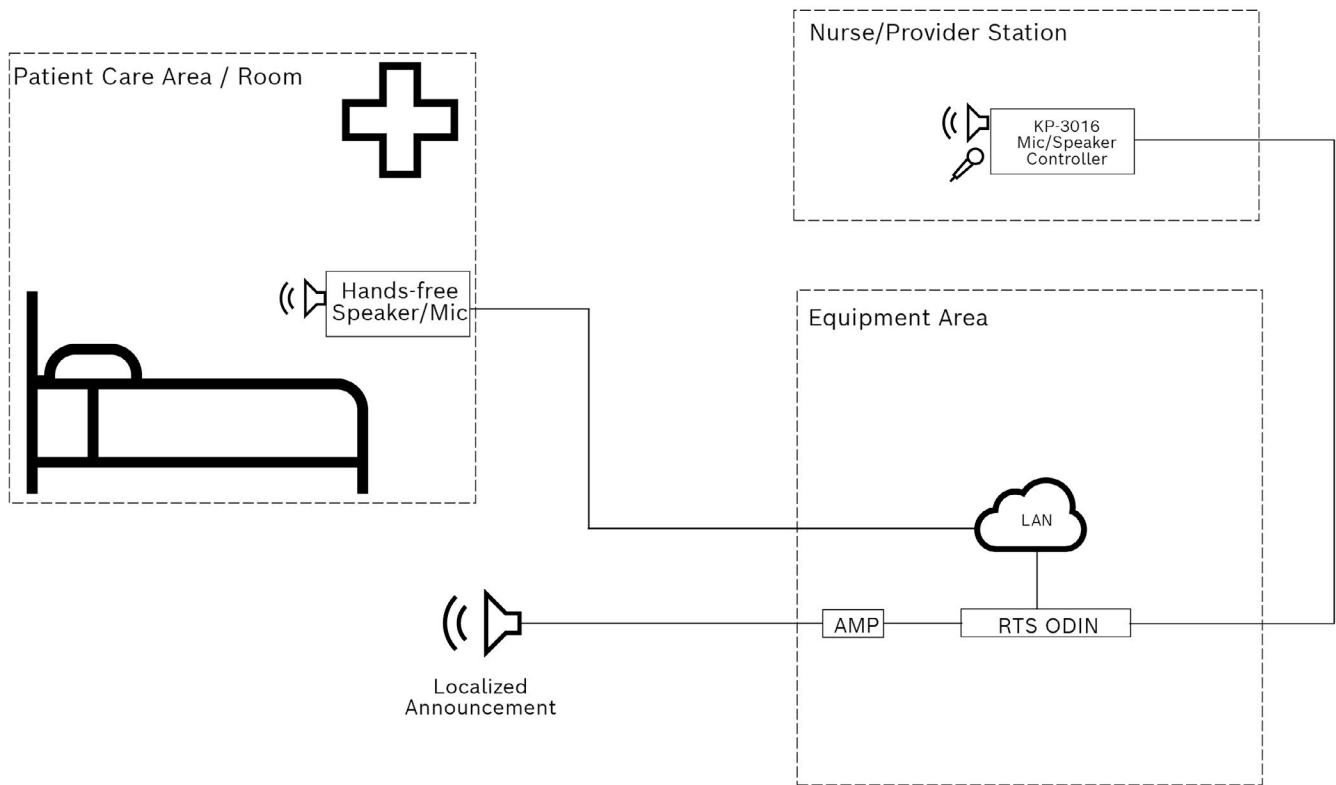 Patient Care Area / Room
Nurse/Provider Station
KP-3016
Mic/Speaker
Controller
Hands-free
Speaker/Mic
Equipment Area
LAN
AMP
RTS ODIN
Localized
Announcement